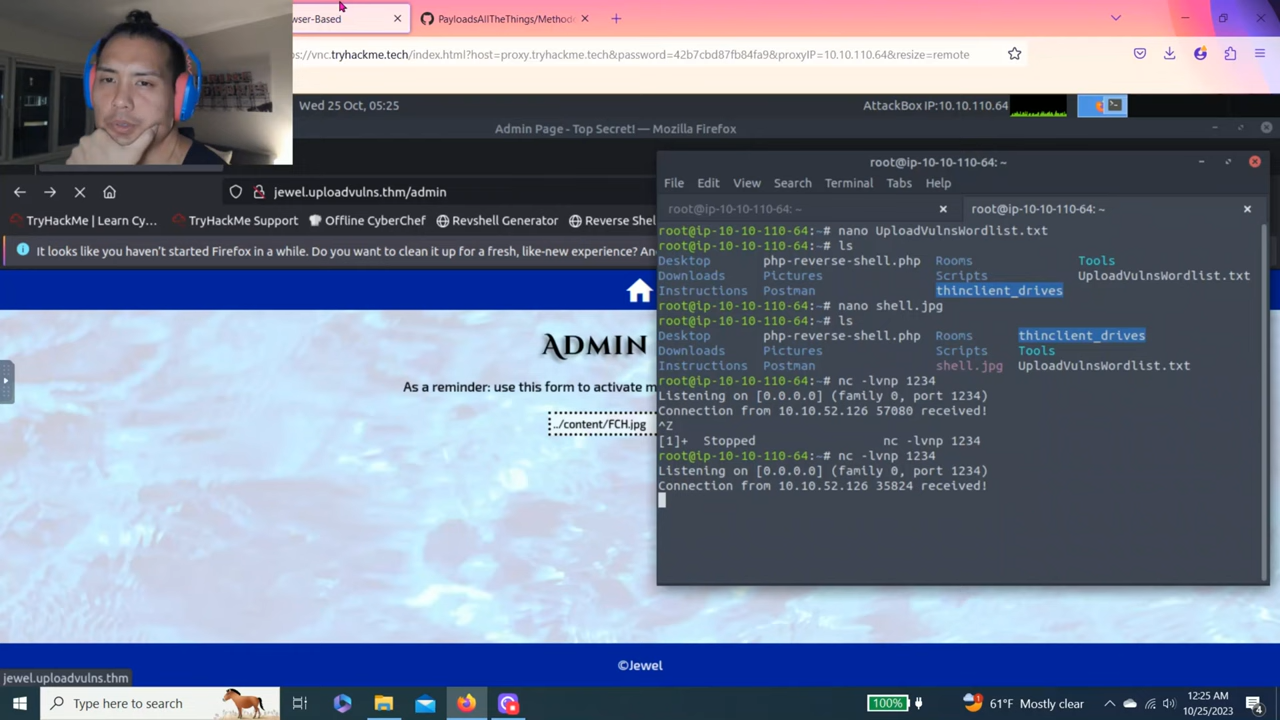 wser-Based
PayloadsAllTheThings/Method
s://vnc.tryhackme.tech/index.html?host=proxy.tryhackme.tech&password=42b7cbd87fb84fa9&proxyIP=10.10.110.64&resize=remote
Wed 25 Oct, 05:25
AttackBox IP:10.10.110.64
Admin Page - Top Secret! — Mozilla Firefox
jewel.uploadvulns.thm/admin
TryHackMe | Learn Cy…
TryHackMe Support
Offline CyberChef
Revshell Generator
Reverse She
It looks like you haven't started Firefox in a while. Do you want to clean it up for a fresh, like-new experience? An
Admin
As a reminder: use this form to activate m
../content/FCH.jpg
©Jewel
jewel.uploadvulns.thm
root@ip-10-10-110-64: ~
File Edit View Search Terminal Tabs Help
root@ip-10-10-110-64: ~
root@ip-10-10-110-64: ~
root@ip-10-10-110-64:~# nano UploadVulnsWordlist.txt
root@ip-10-10-110-64:~# ls
Desktop php-reverse-shell.php Rooms Tools
Downloads Pictures Scripts UploadVulnsWordlist.txt
Instructions Postman thinclient_drives
root@ip-10-10-110-64:~# nano shell.jpg
root@ip-10-10-110-64:~# ls
Desktop php-reverse-shell.php Rooms thinclient_drives
Downloads Pictures Scripts Tools
Instructions Postman shell.jpg UploadVulnsWordlist.txt
root@ip-10-10-110-64:~# nc -lvnp 1234
Listening on [0.0.0.0] (family 0, port 1234)
Connection from 10.10.52.126 57080 received!
^Z
[1]+ Stopped nc -lvnp 1234
root@ip-10-10-110-64:~# nc -lvnp 1234
Listening on [0.0.0.0] (family 0, port 1234)
Connection from 10.10.52.126 35824 received!
Type here to search
100%
61°F Mostly clear
12:25 AM
10/25/2023
4